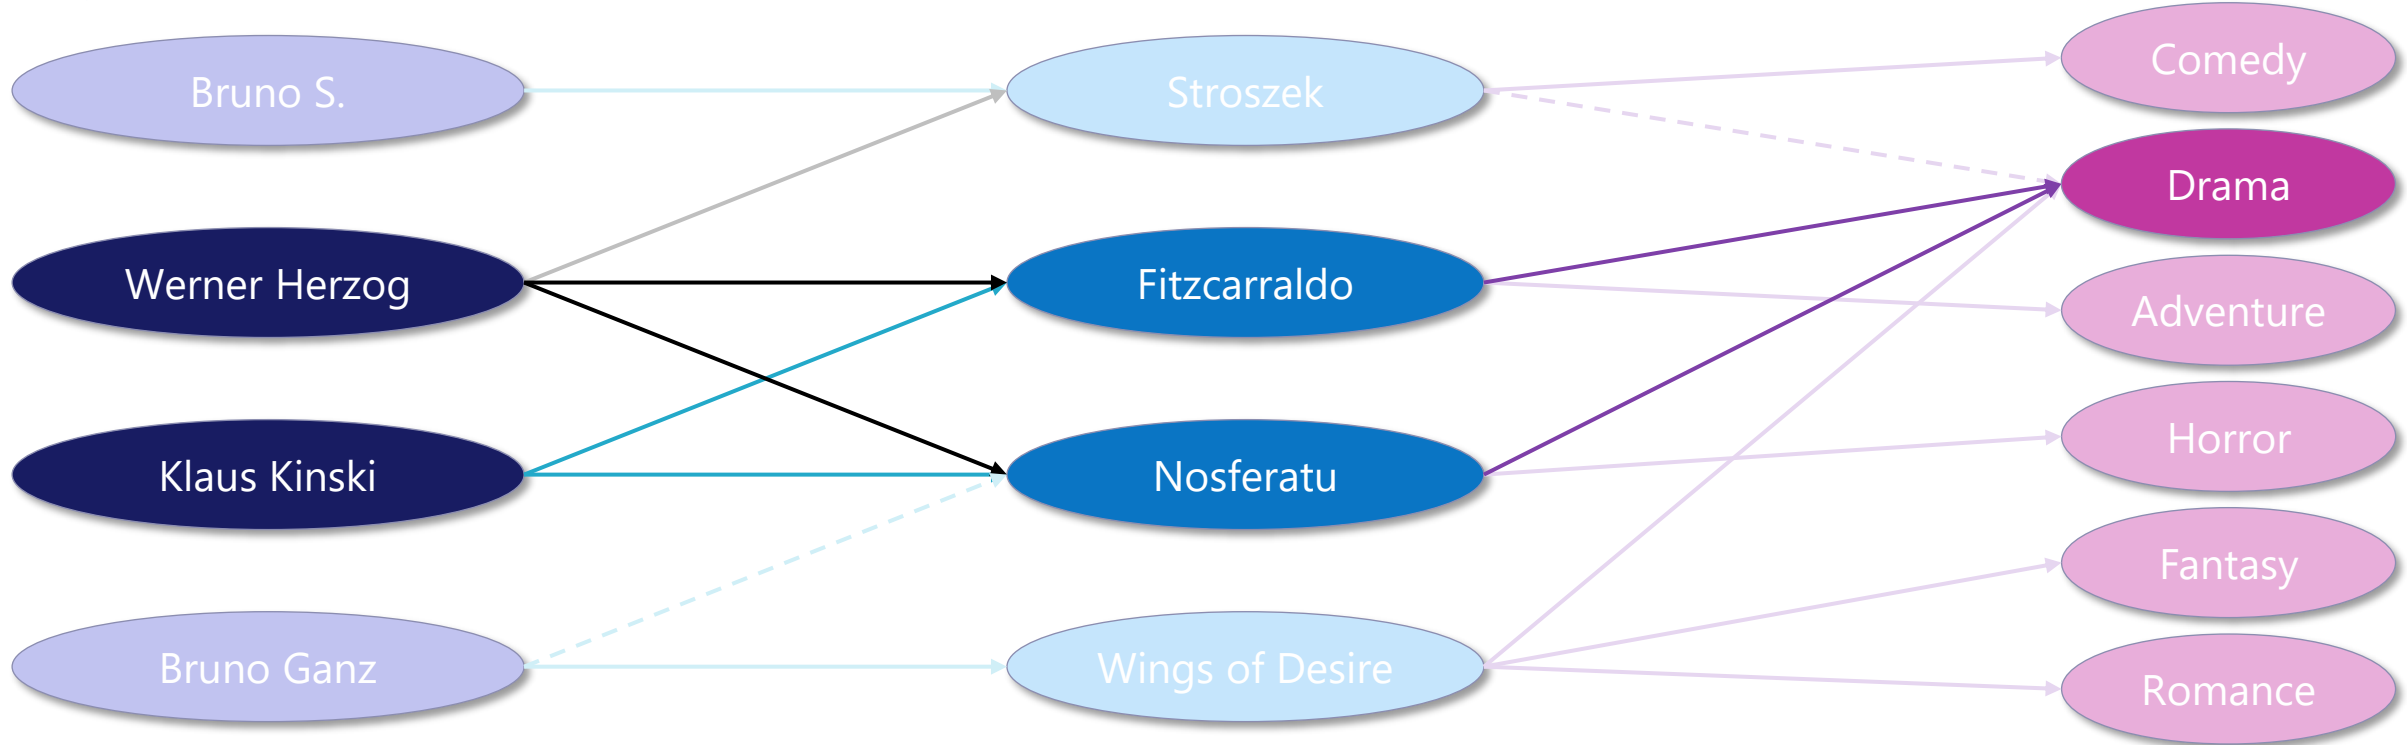 Bruno S.
Werner Herzog
Klaus Kinski
Bruno Ganz
Stroszek
Fitzcarraldo
Nosferatu
Wings of Desire
Comedy
Drama
Adventure
Horror
Fantasy
Romance